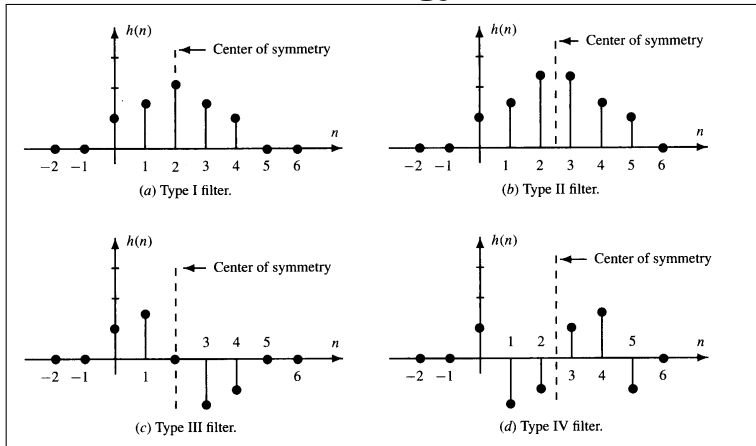 h(n)
Center of symmetry
n
−2 −1 1 2 3 4 5 6
(a) Type I filter.
h(n)
Center of symmetry
n
−2 −1 1 2 3 4 5 6
(b) Type II filter.
h(n)
Center of symmetry
3 4 5 n
−2 −1 1 6
(c) Type III filter.
h(n)
Center of symmetry
1 2 5 n
−2 −1 3 4 6
(d) Type IV filter.